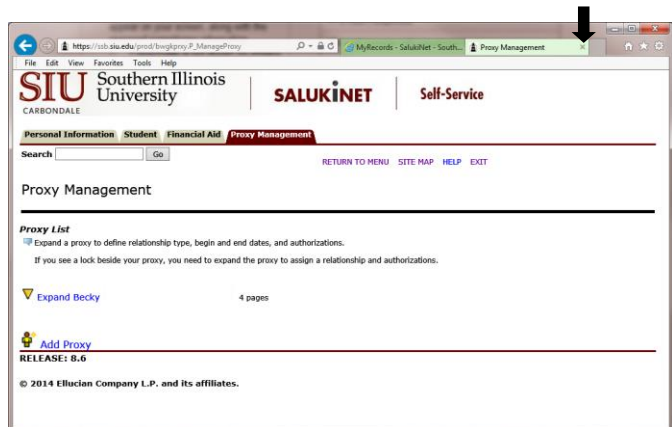 https://ssb.siu.edu/prod/bwgkprxy.P_ManageProxy
MyRecords - SalukiNet - South...
Proxy Management
File Edit View Favorites Tools Help
SIU Southern Illinois University
CARBONDALE
SALUKINET
Self-Service
Personal Information Student Financial Aid Proxy Management
Search Go
RETURN TO MENU SITE MAP HELP EXIT
Proxy Management
Proxy List
Expand a proxy to define relationship type, begin and end dates, and authorizations.
If you see a lock beside your proxy, you need to expand the proxy to assign a relationship and authorizations.
Expand Becky 4 pages
Add Proxy
RELEASE: 8.6
© 2014 Ellucian Company L.P. and its affiliates.